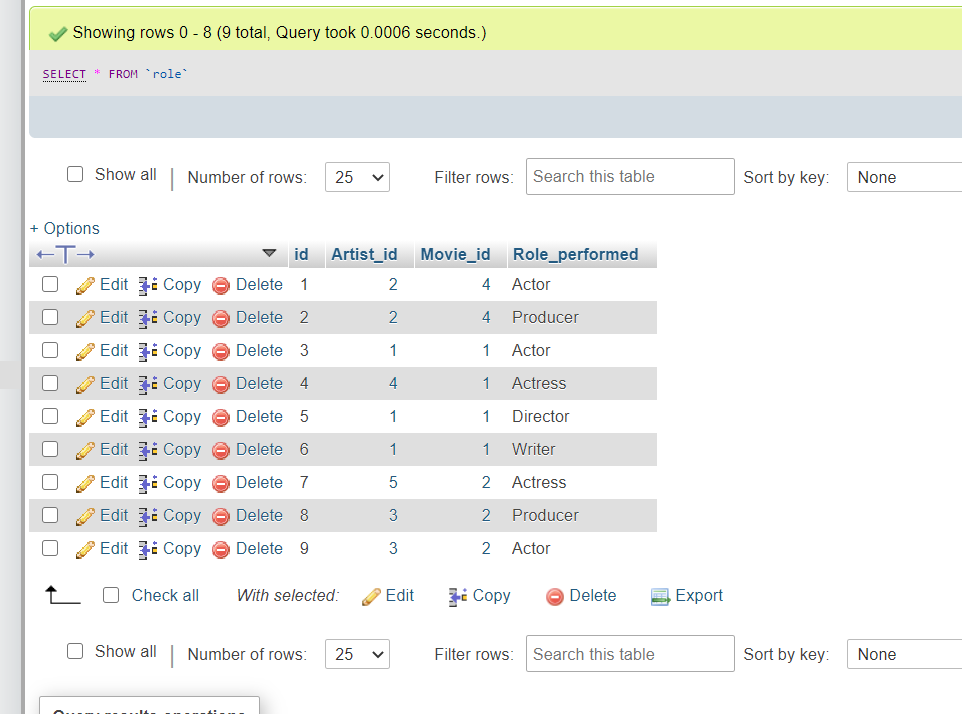 Showing rows 0 - 8 (9 total, Query took 0.0006 seconds.)
SELECT * FROM `role`
Show all Number of rows: 25 Filter rows: Search this table Sort by key: None
+ Options
←T→ id Artist_id Movie_id Role_performed
Edit Copy Delete 1 2 4 Actor
Edit Copy Delete 2 2 4 Producer
Edit Copy Delete 3 1 1 Actor
Edit Copy Delete 4 4 1 Actress
Edit Copy Delete 5 1 1 Director
Edit Copy Delete 6 1 1 Writer
Edit Copy Delete 7 5 2 Actress
Edit Copy Delete 8 3 2 Producer
Edit Copy Delete 9 3 2 Actor
Check all With selected: Edit Copy Delete Export
Show all Number of rows: 25 Filter rows: Search this table Sort by key: None
Query results operations